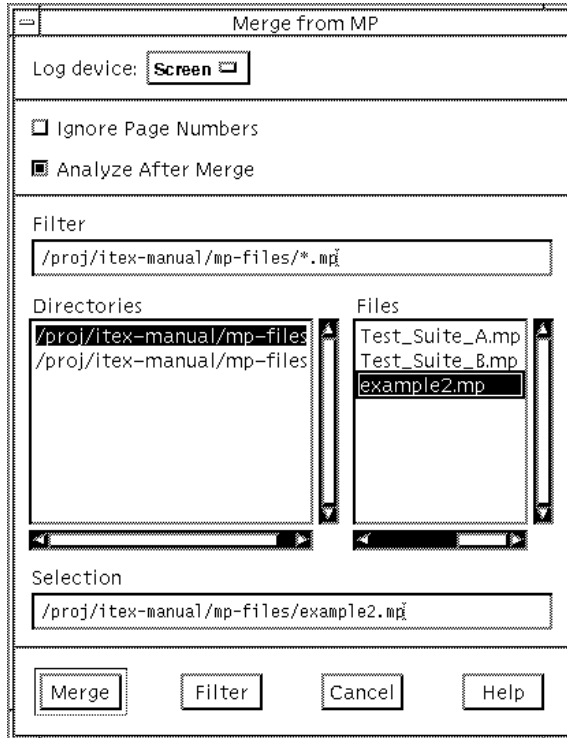 Merge from MP
Log device: Screen
Ignore Page Numbers
Analyze After Merge
Filter
/proj/itex-manual/mp-files/*.mp
Directories
/proj/itex-manual/mp-files
/proj/itex-manual/mp-files
Files
Test_Suite_A.mp
Test_Suite_B.mp
example2.mp
Selection
/proj/itex-manual/mp-files/example2.mp
Merge Filter Cancel Help